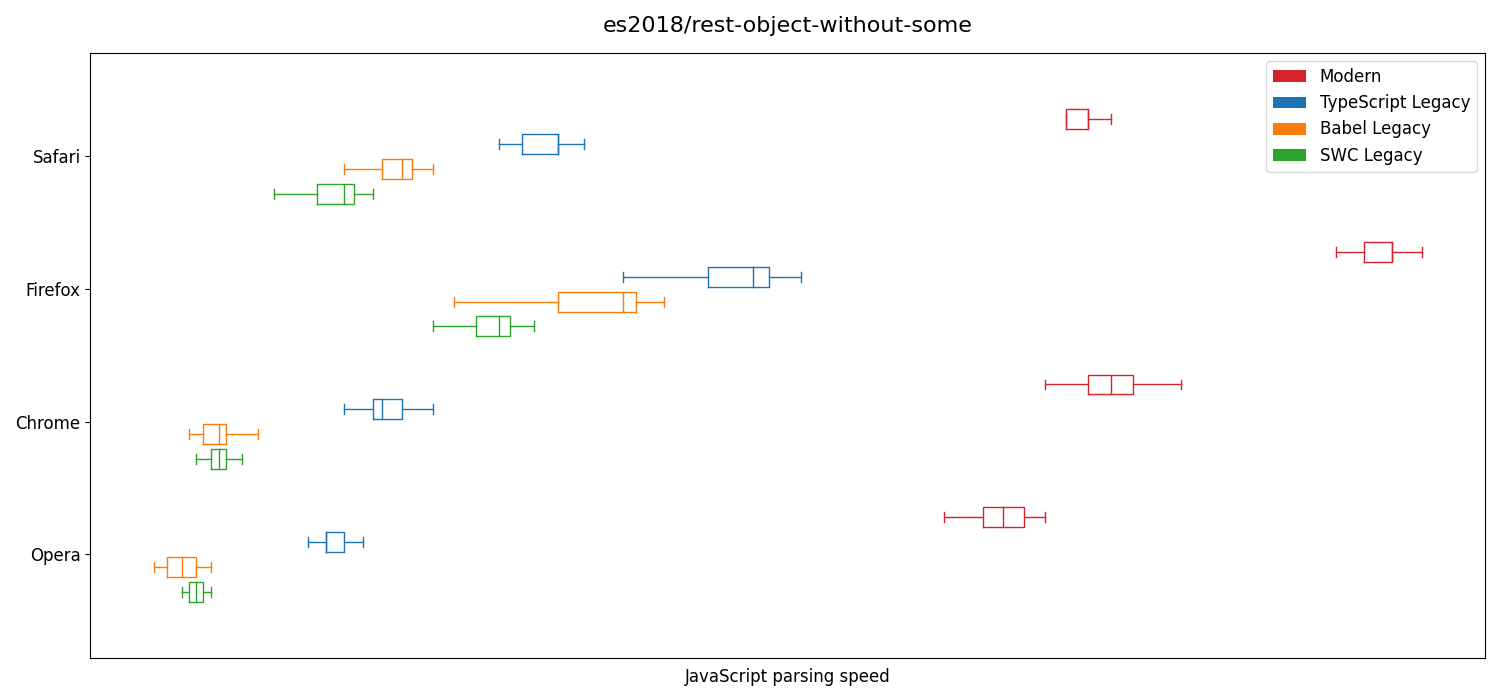 es2018/rest-object-without-some
Modern
TypeScript Legacy
Babel Legacy
SWC Legacy
Safari
Firefox
Chrome
Opera
JavaScript parsing speed